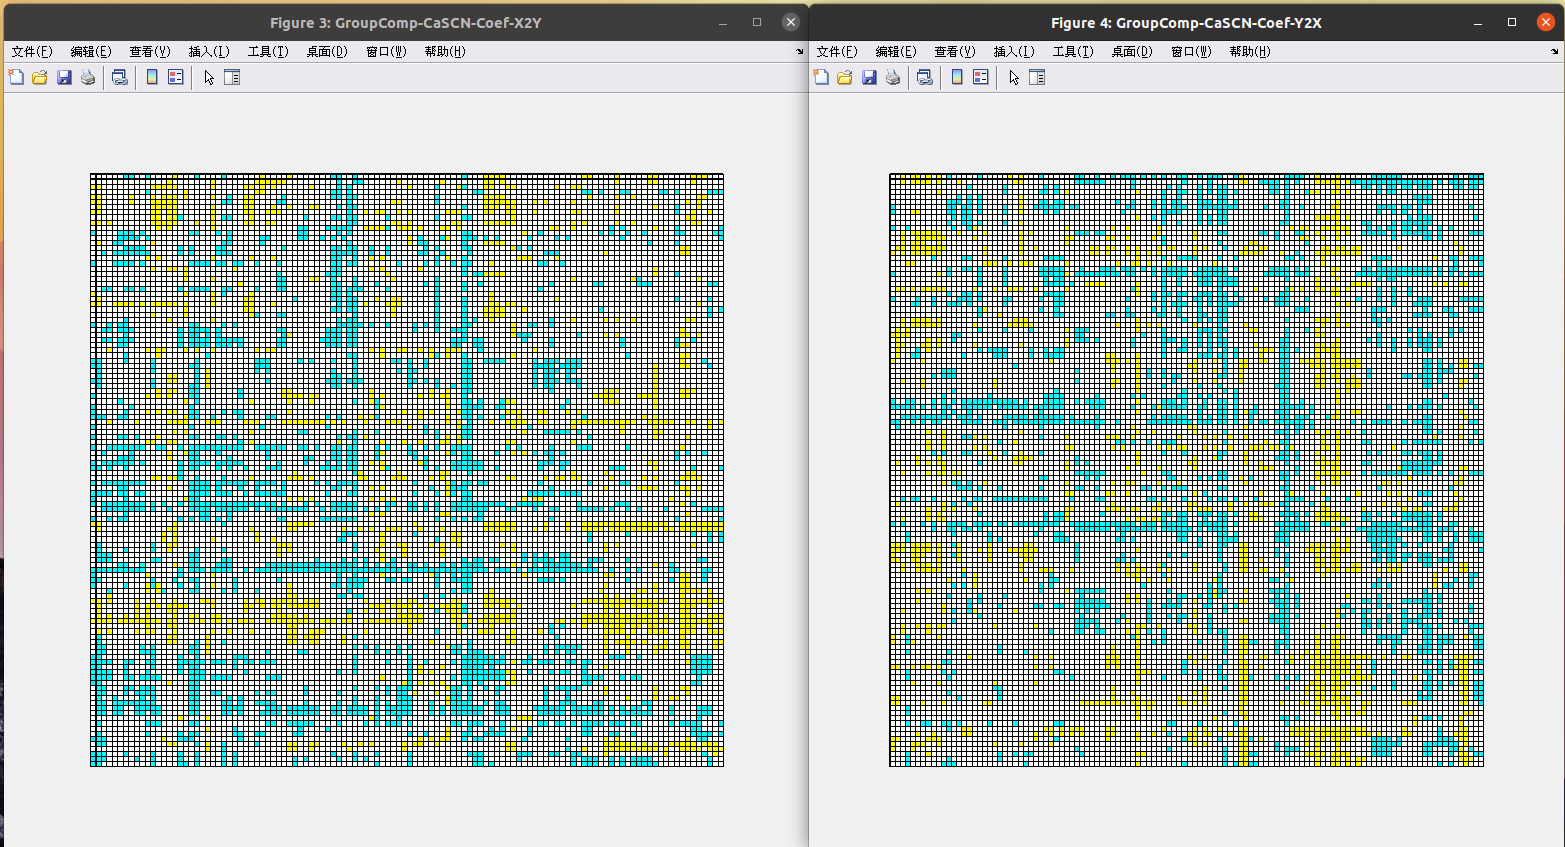 Figure 3: GroupComp-CaSCN-Coef-X2Y
文件(F) 编辑(E) 查看(V) 插入(I) 工具(T) 桌面(D) 窗口(W) 帮助(H)
Figure 4: GroupComp-CaSCN-Coef-Y2X
文件(F) 编辑(E) 查看(V) 插入(I) 工具(T) 桌面(D) 窗口(W) 帮助(H)